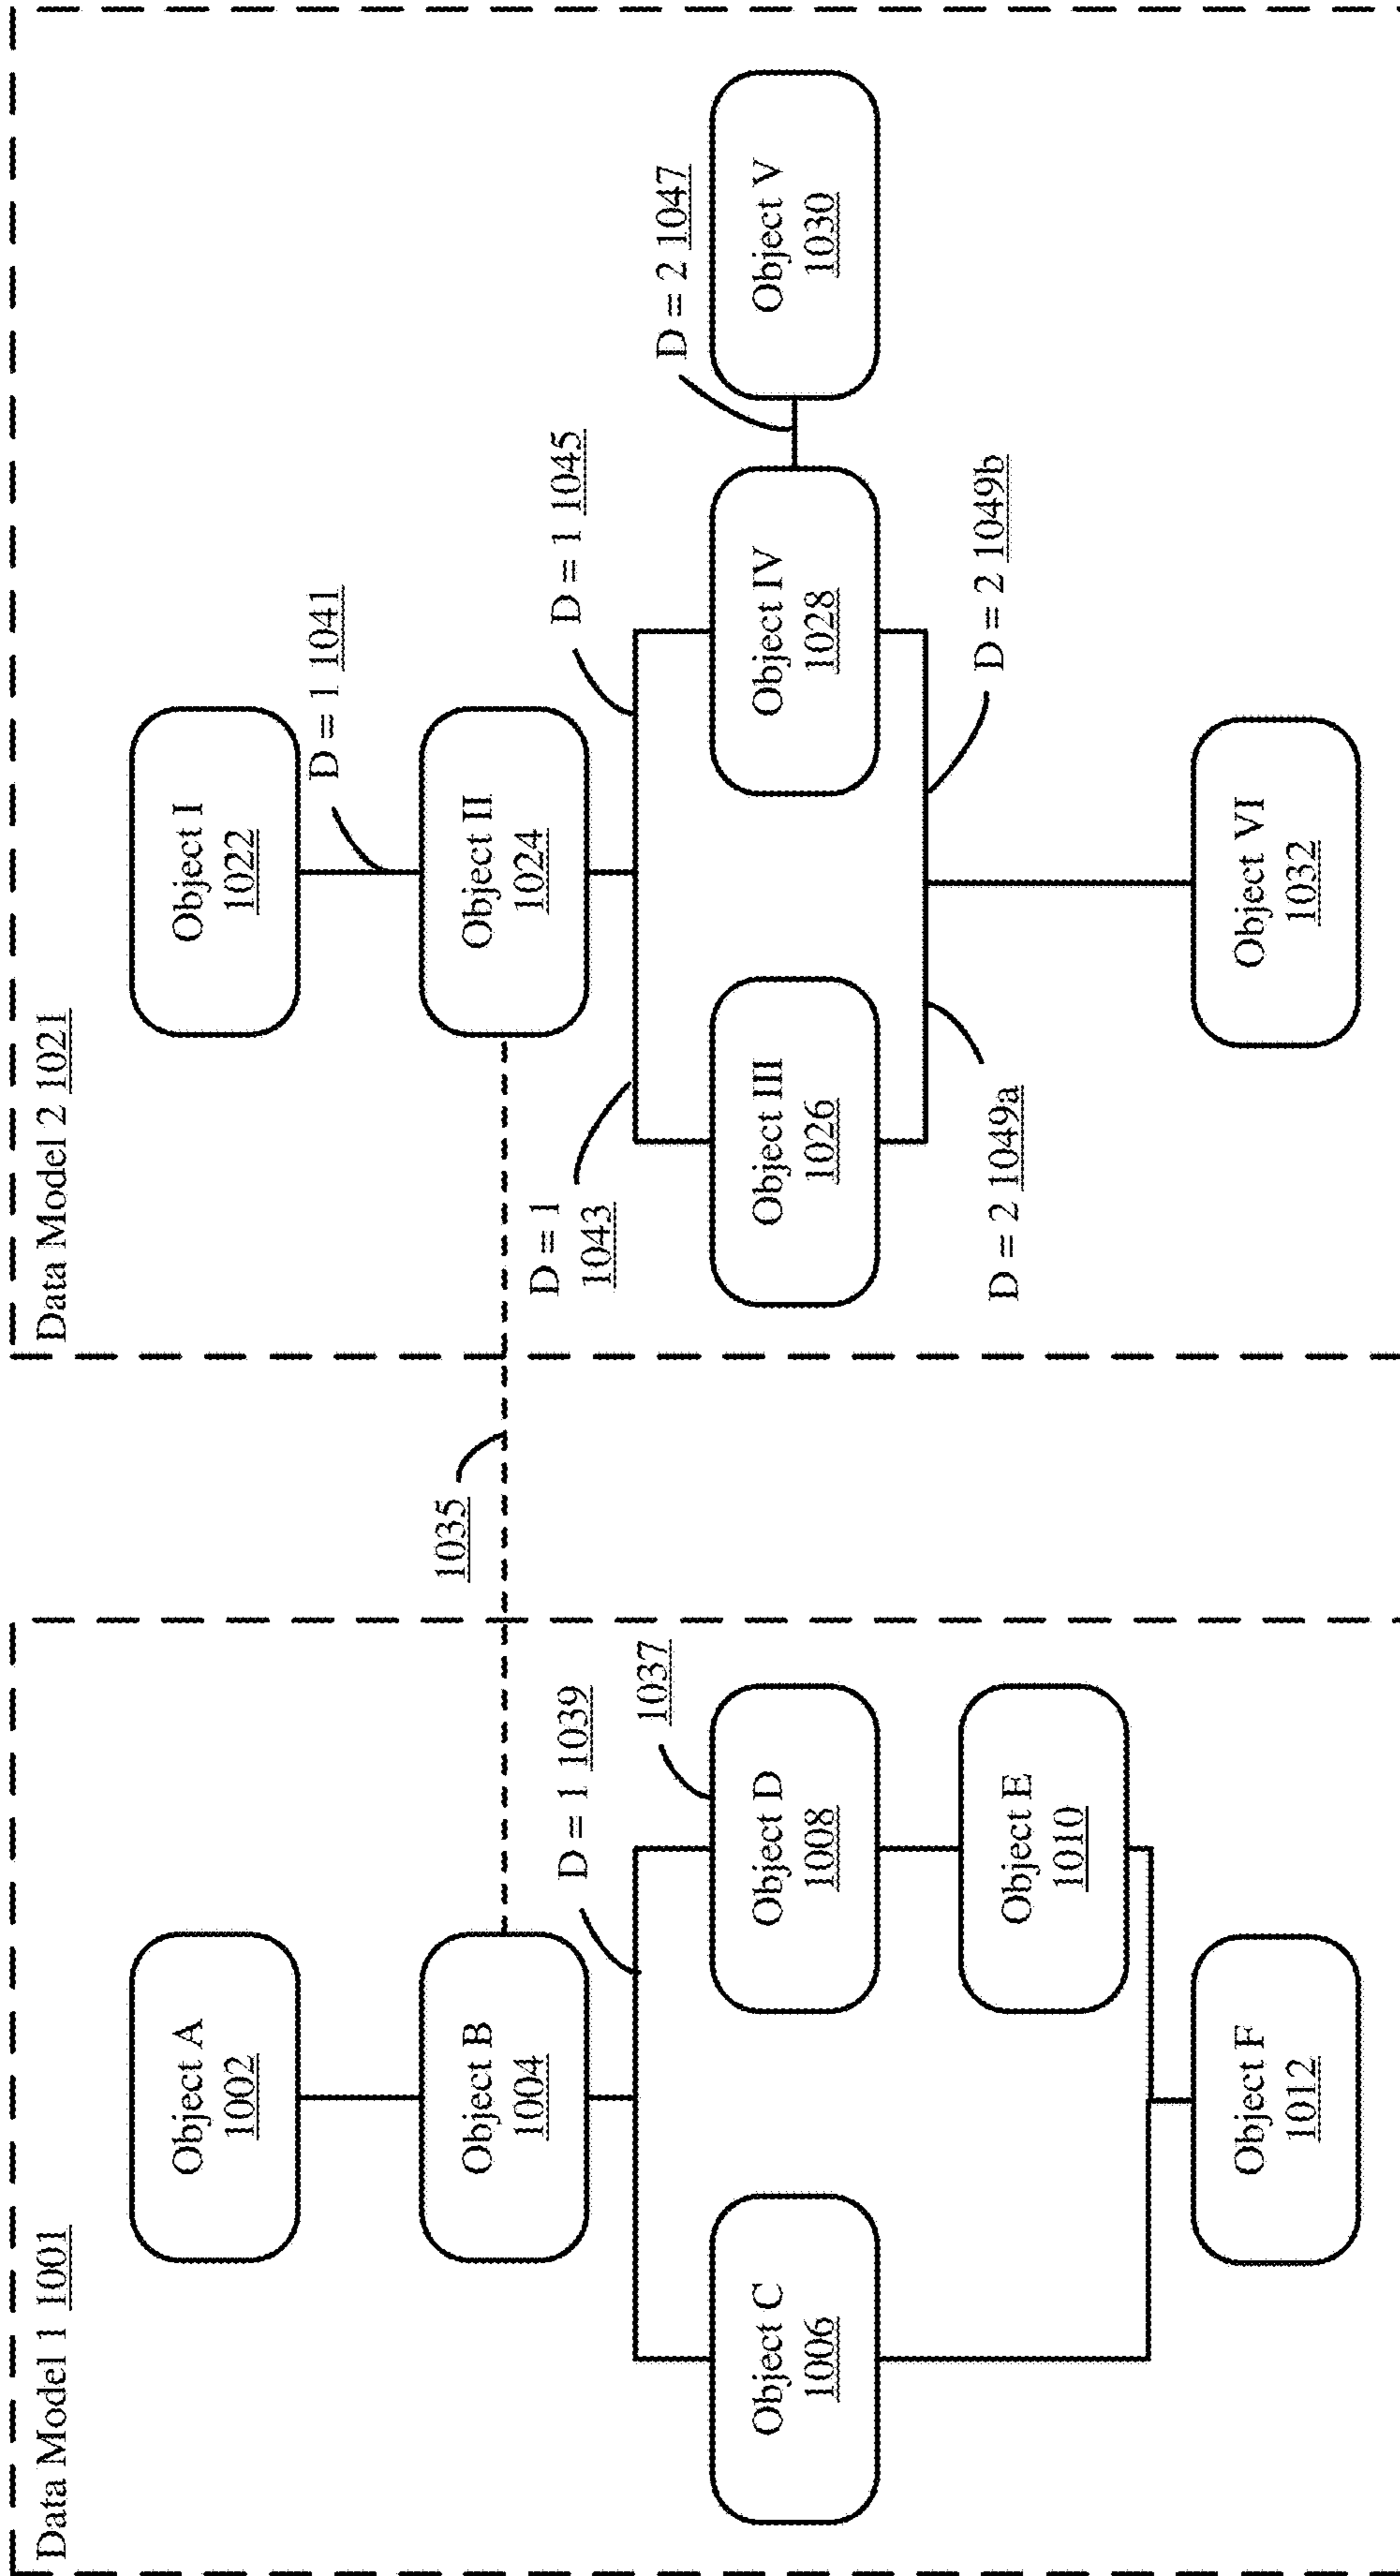 Data Model 1 1001
Object A
1002
Object B
1004
D = 1 1039
1037
Object C
1006
Object D
1008
Object E
1010
Object F
1012
1035
Data Model 2 1021
Object I
1022
D = 1 1041
Object II
1024
D = 1
1043
D = 1 1045
Object III
1026
Object IV
1028
D = 2 1047
Object V
1030
D = 2 1049a
D = 2 1049b
Object VI
1032